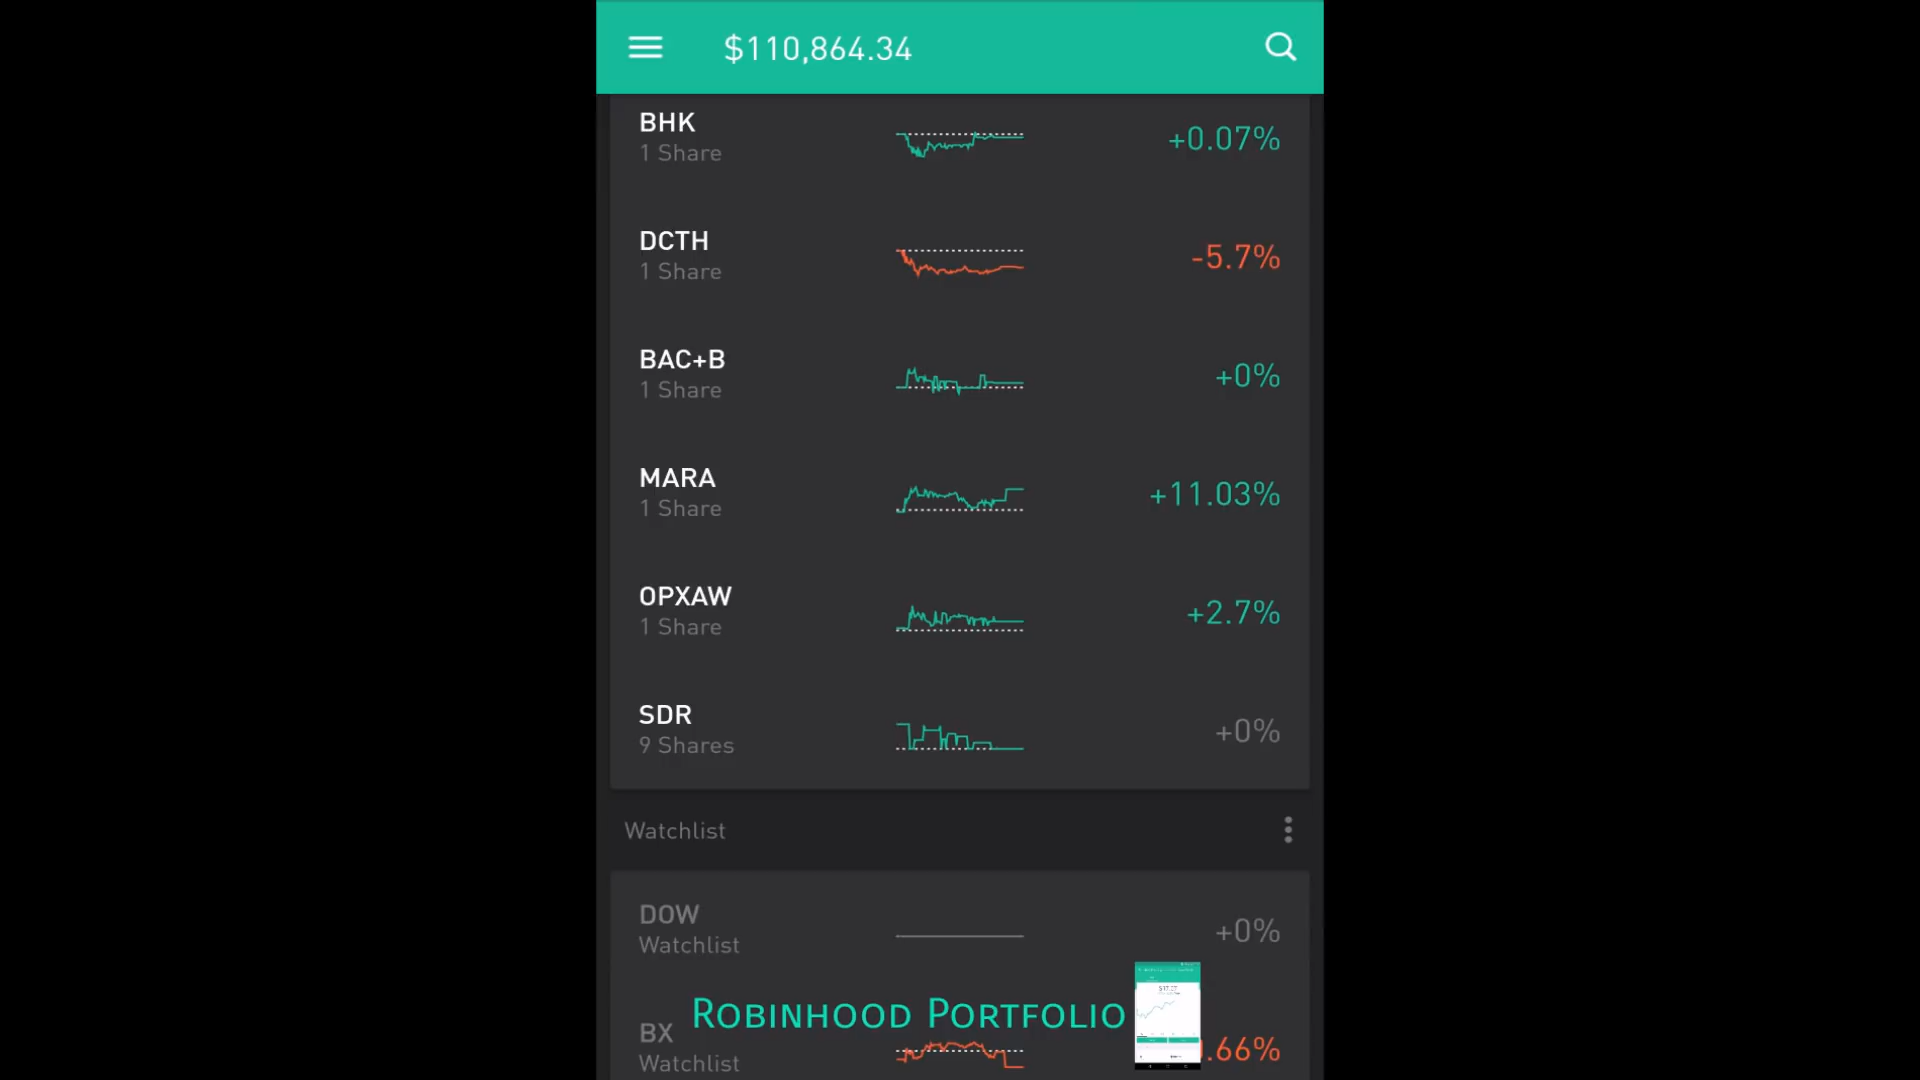 $110,864.34
BHK
1 Share
+0.07%
DCTH
1 Share
-5.7%
BAC+B
1 Share
+0%
MARA
1 Share
+11.03%
OPXAW
1 Share
+2.7%
SDR
9 Shares
+0%
Watchlist
DOW
Watchlist
+0%
Robinhood Portfolio
BX
Watchlist
.66%